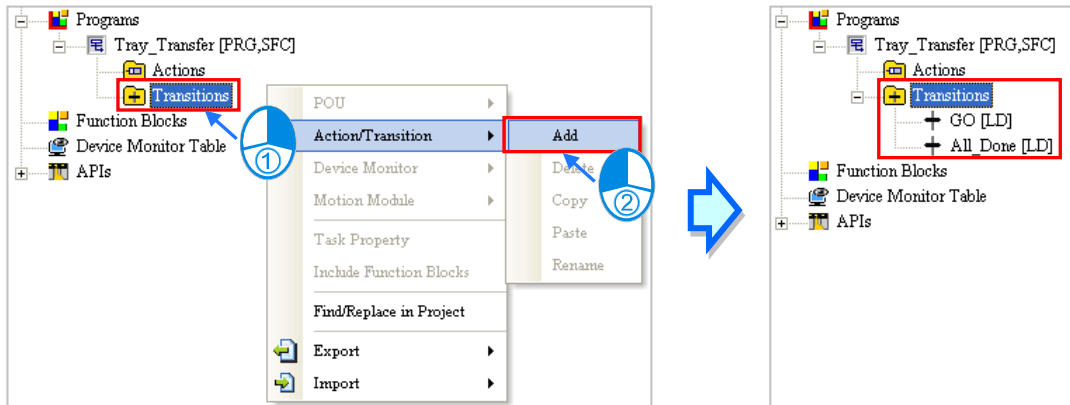 Programs
Tray_Transfer [PRG,SFC]
Actions
Transitions
Function Blocks
Device Monitor Table
APIs
POU
Action/Transition
Device Monitor
Motion Module
Task Property
Include Function Blocks
Find/Replace in Project
Export
Import
Add
Delete
Copy
Paste
Rename
1
2
Programs
Tray_Transfer [PRG,SFC]
Actions
Transitions
GO [LD]
All_Done [LD]
Function Blocks
Device Monitor Table
APIs